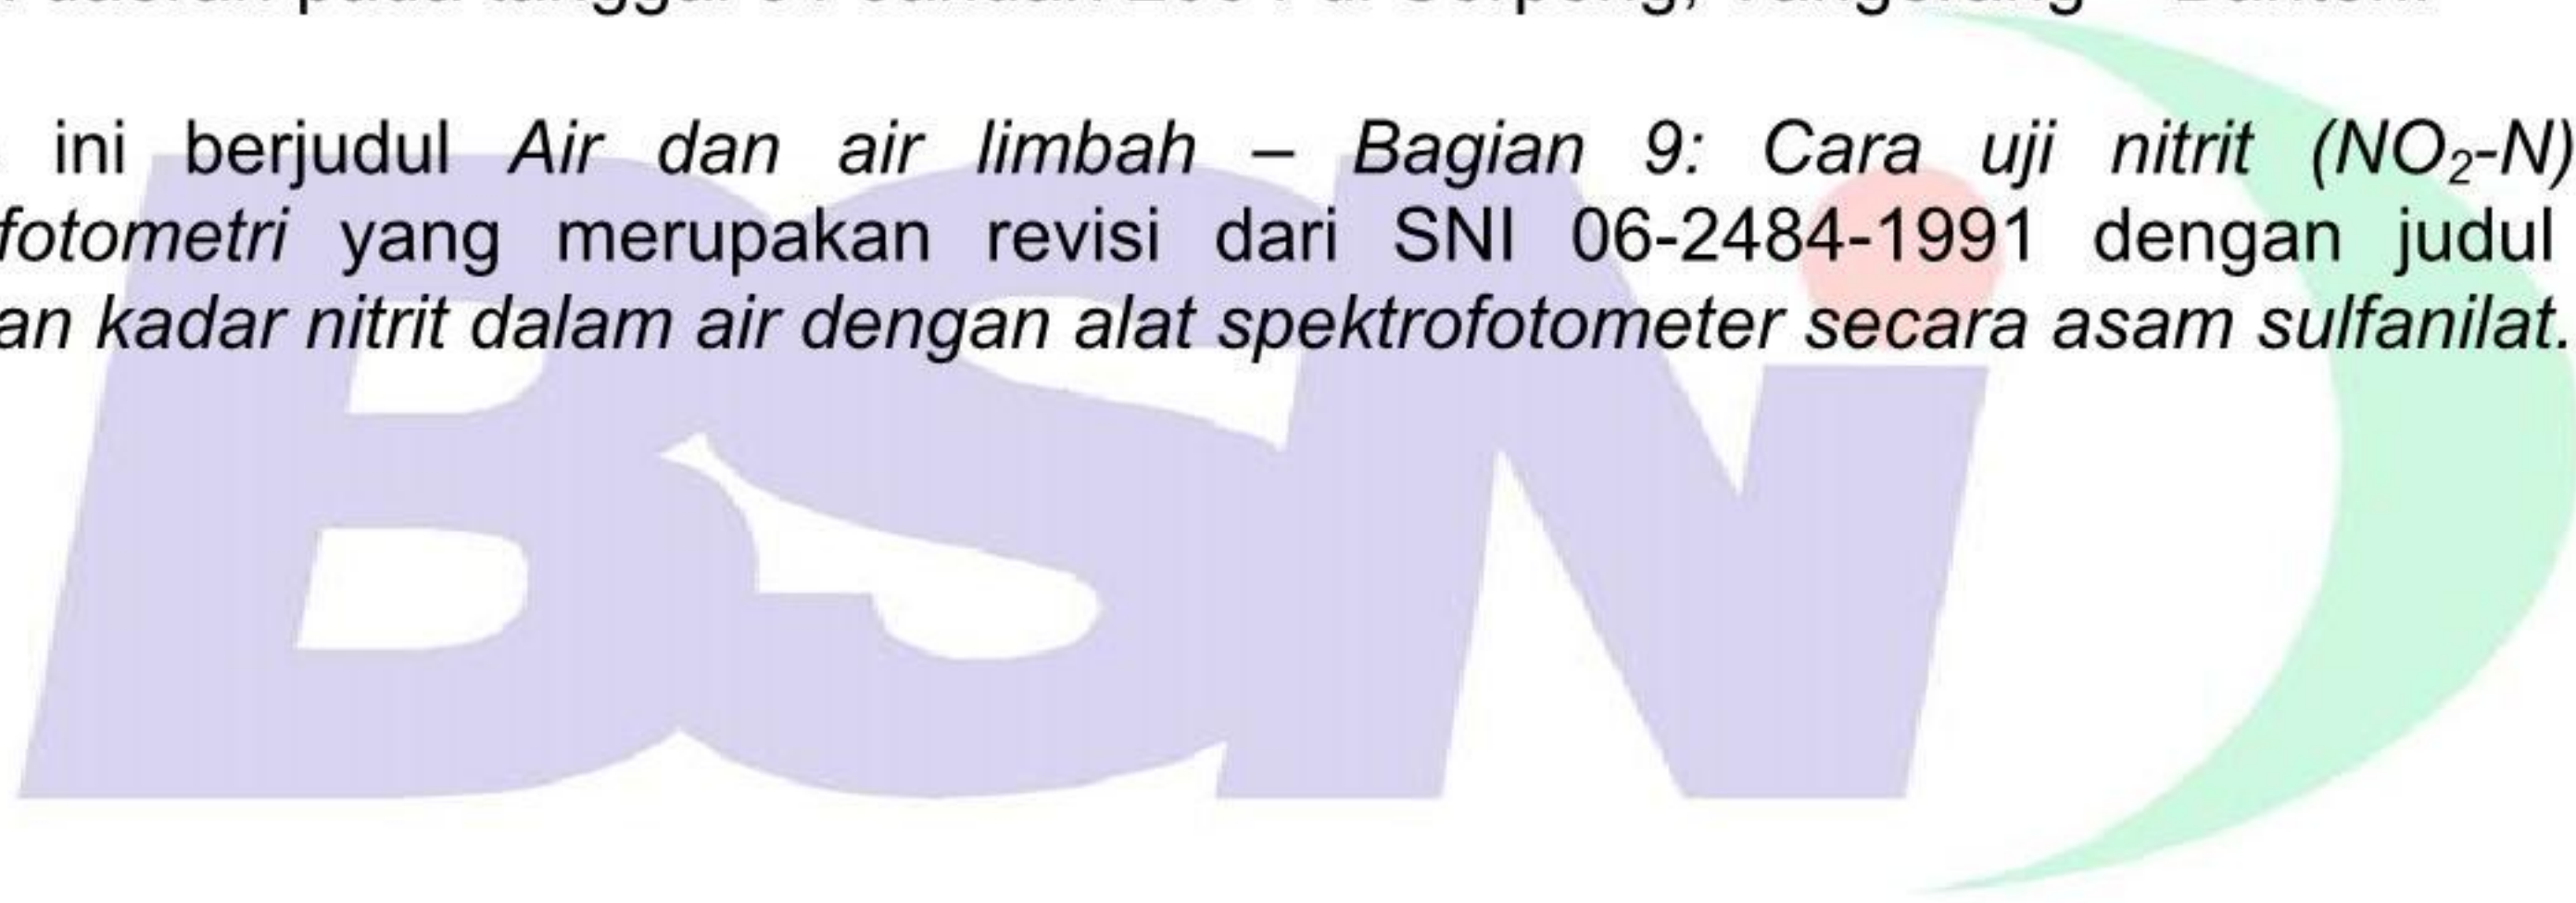 ini berjudul Air dan air limbah – Bagian 9: Cara uji nitrit (NO₂-N)
fotometri yang merupakan revisi dari SNI 06-2484-1991 dengan judul
an kadar nitrit dalam air dengan alat spektrofotometer secara asam sulfanilat.
BSN